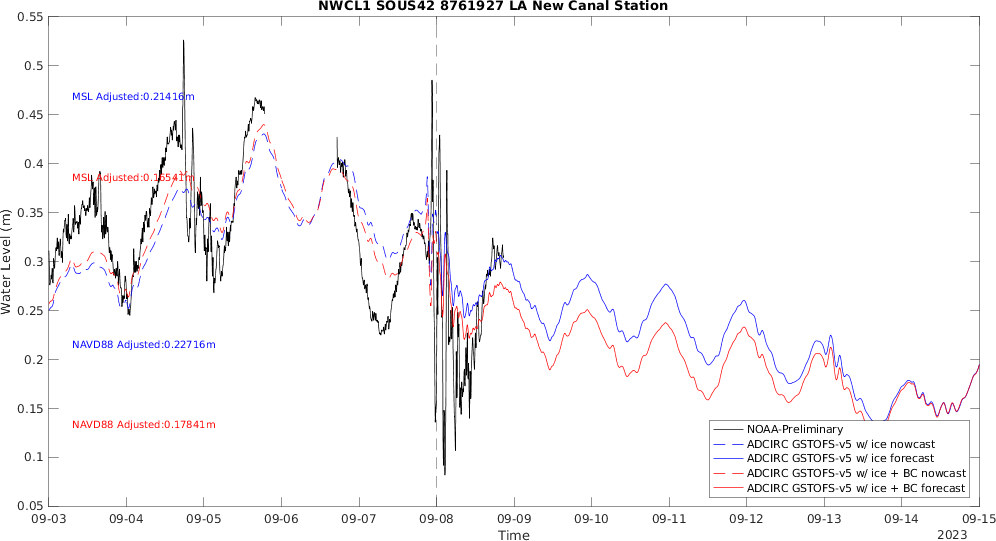 NWCL1 SOUS42 8761927 LA New Canal Station
0.55
0.5
0.45
0.4
0.35
0.3
0.25
0.2
0.15
0.1
0.05
Water Level (m)
MSL Adjusted:0.21416m
MSL Adjusted:0.16541m
NAVD88 Adjusted:0.22716m
NAVD88 Adjusted:0.17841m
NOAA-Preliminary
ADCIRC GSTOFS-v5 w/ ice nowcast
ADCIRC GSTOFS-v5 w/ ice forecast
ADCIRC GSTOFS-v5 w/ ice + BC nowcast
ADCIRC GSTOFS-v5 w/ ice + BC forecast
09-03 09-04 09-05 09-06 09-07 09-08 09-09 09-10 09-11 09-12 09-13 09-14 09-15
Time
2023